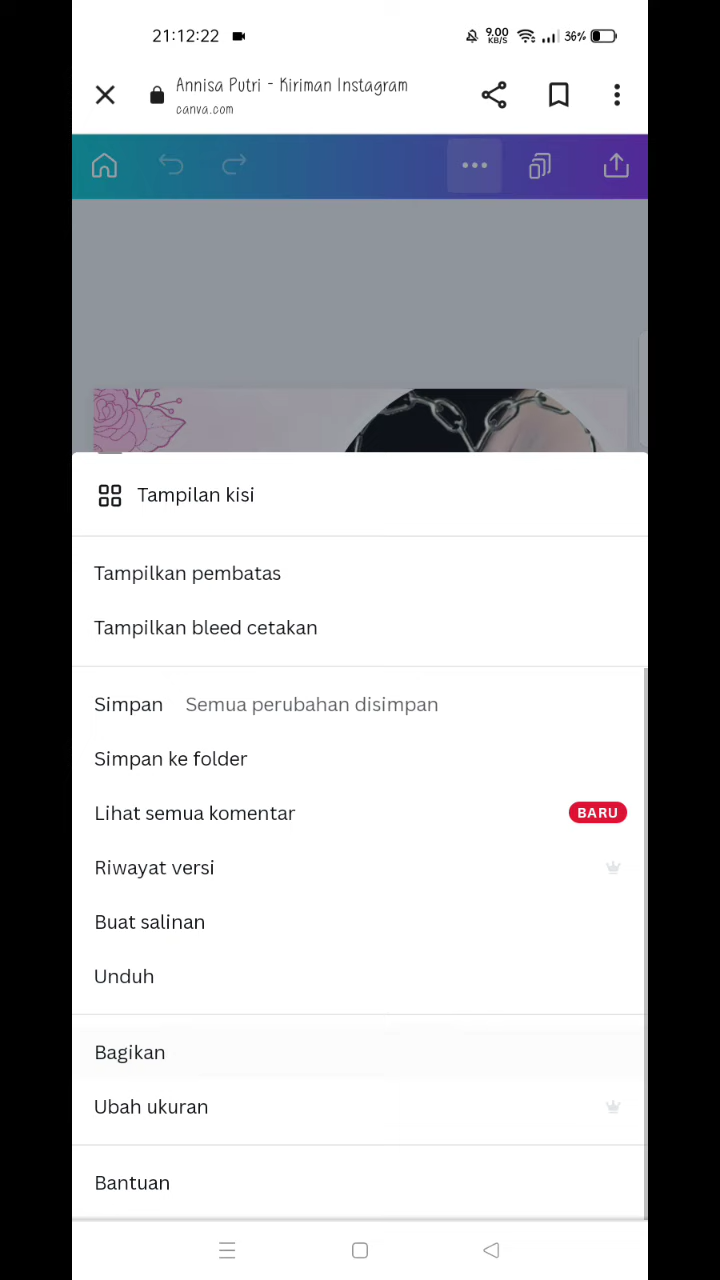 21:12:22
9.00
KB/S
36%
Annisa Putri - Kiriman Instagram
canva.com
Tampilan kisi
Tampilkan pembatas
Tampilkan bleed cetakan
Simpan Semua perubahan disimpan
Simpan ke folder
Lihat semua komentar BARU
Riwayat versi
Buat salinan
Unduh
Bagikan
Ubah ukuran
Bantuan